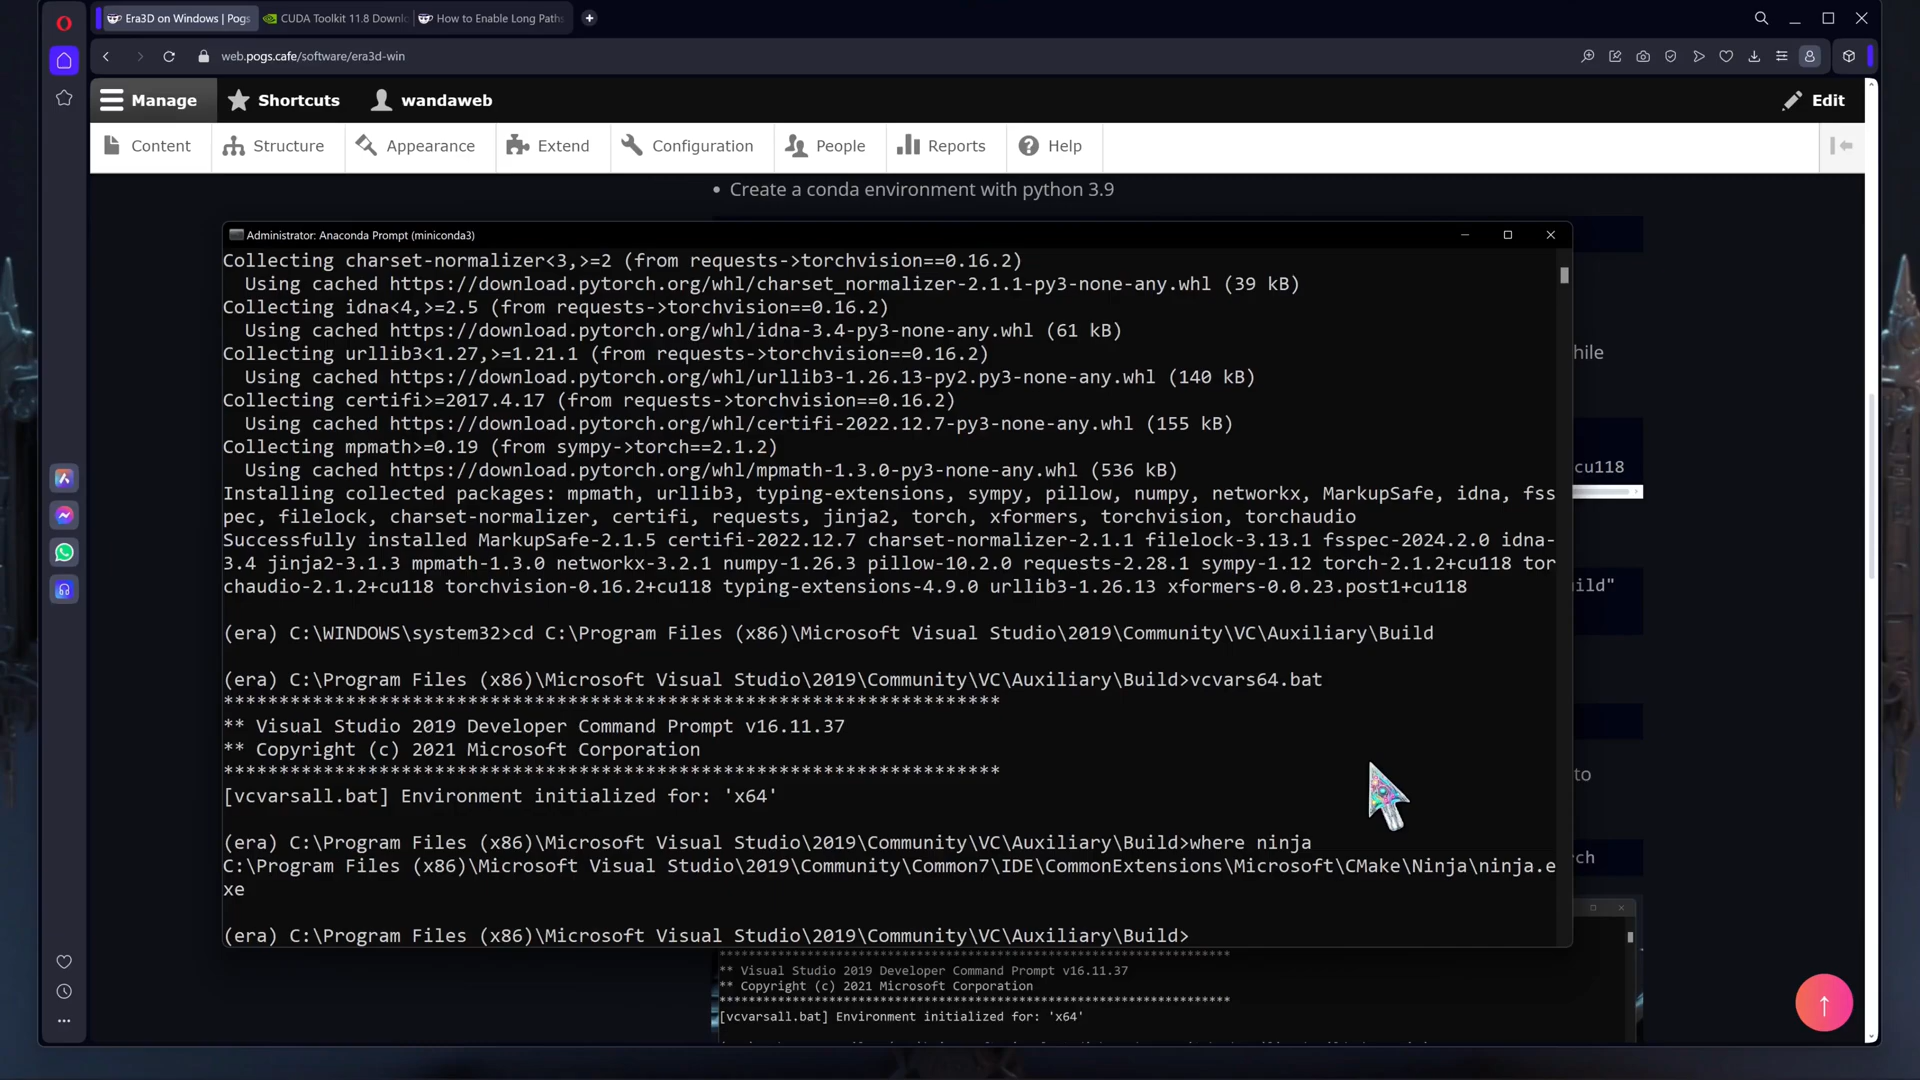 Era3D on Windows | Pogs
CUDA Toolkit 11.8 Downl
How to Enable Long Paths
web.pogs.cafe/software/era3d-win
Manage
Shortcuts
wandaweb
Edit
Content
Structure
Appearance
Extend
Configuration
People
Reports
Help
• Create a conda environment with python 3.9
Administrator: Anaconda Prompt (miniconda3)
Collecting charset-normalizer<3,>=2 (from requests->torchvision==0.16.2)
Using cached https://download.pytorch.org/whl/charset_normalizer-2.1.1-py3-none-any.whl (39 kB)
Collecting idna<4,>=2.5 (from requests->torchvision==0.16.2)
Using cached https://download.pytorch.org/whl/idna-3.4-py3-none-any.whl (61 kB)
Collecting urllib3<1.27,>=1.21.1 (from requests->torchvision==0.16.2)
Using cached https://download.pytorch.org/whl/urllib3-1.26.13-py2.py3-none-any.whl (140 kB)
Collecting certifi>=2017.4.17 (from requests->torchvision==0.16.2)
Using cached https://download.pytorch.org/whl/certifi-2022.12.7-py3-none-any.whl (155 kB)
Collecting mpmath>=0.19 (from sympy->torch==2.1.2)
Using cached https://download.pytorch.org/whl/mpmath-1.3.0-py3-none-any.whl (536 kB)
Installing collected packages: mpmath, urllib3, typing-extensions, sympy, pillow, numpy, networkx, MarkupSafe, idna, fss
pec, filelock, charset-normalizer, certifi, requests, jinja2, torch, xformers, torchvision, torchaudio
Successfully installed MarkupSafe-2.1.5 certifi-2022.12.7 charset-normalizer-2.1.1 filelock-3.13.1 fsspec-2024.2.0 idna-
3.4 jinja2-3.1.3 mpmath-1.3.0 networkx-3.2.1 numpy-1.26.3 pillow-10.2.0 requests-2.28.1 sympy-1.12 torch-2.1.2+cu118 tor
chaudio-2.1.2+cu118 torchvision-0.16.2+cu118 typing-extensions-4.9.0 urllib3-1.26.13 xformers-0.0.23.post1+cu118
(era) C:\WINDOWS\system32>cd C:\Program Files (x86)\Microsoft Visual Studio\2019\Community\VC\Auxiliary\Build
(era) C:\Program Files (x86)\Microsoft Visual Studio\2019\Community\VC\Auxiliary\Build>vcvars64.bat
**********************************************************************
** Visual Studio 2019 Developer Command Prompt v16.11.37
** Copyright (c) 2021 Microsoft Corporation
**********************************************************************
[vcvarsall.bat] Environment initialized for: 'x64'
(era) C:\Program Files (x86)\Microsoft Visual Studio\2019\Community\VC\Auxiliary\Build>where ninja
C:\Program Files (x86)\Microsoft Visual Studio\2019\Community\Common7\IDE\CommonExtensions\Microsoft\CMake\Ninja\ninja.e
xe
(era) C:\Program Files (x86)\Microsoft Visual Studio\2019\Community\VC\Auxiliary\Build>
hile
cu118
ild"
to
ch
**********************************************************************
** Visual Studio 2019 Developer Command Prompt v16.11.37
** Copyright (c) 2021 Microsoft Corporation
**********************************************************************
[vcvarsall.bat] Environment initialized for: 'x64'